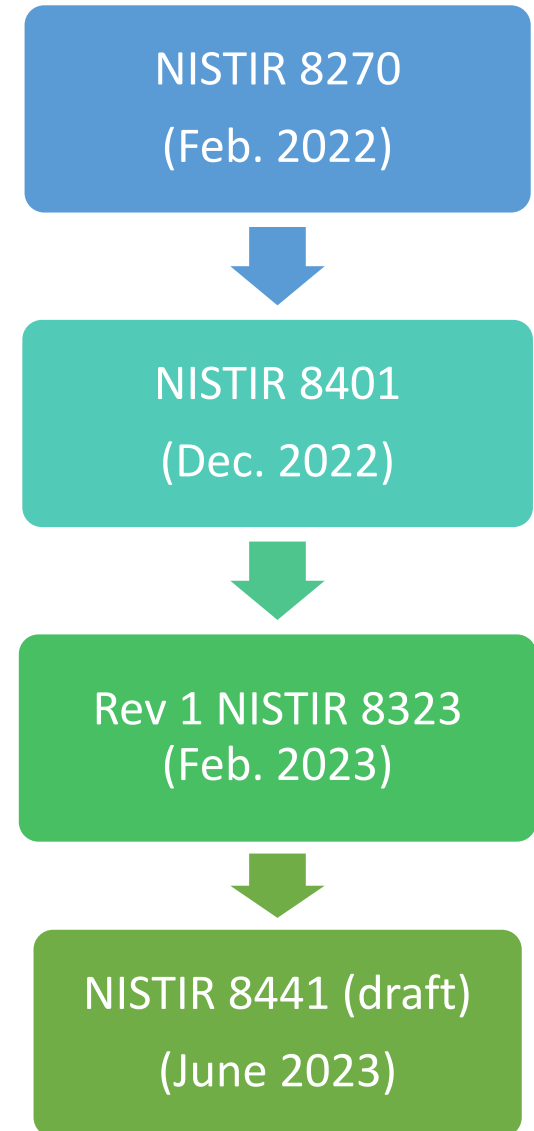 NISTIR 8270
(Feb. 2022)
NISTIR 8401
(Dec. 2022)
Rev 1 NISTIR 8323
(Feb. 2023)
NISTIR 8441 (draft)
(June 2023)